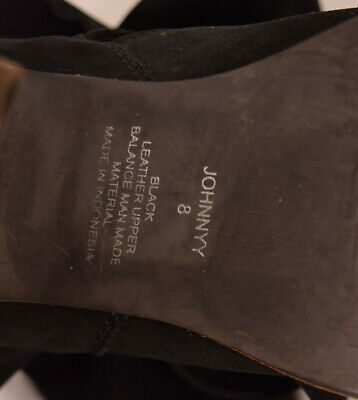 JOHNNYY
8
BLACK
LEATHER UPPER
BALANCE MAN MADE
MATERIAL
MADE IN INDONESIA